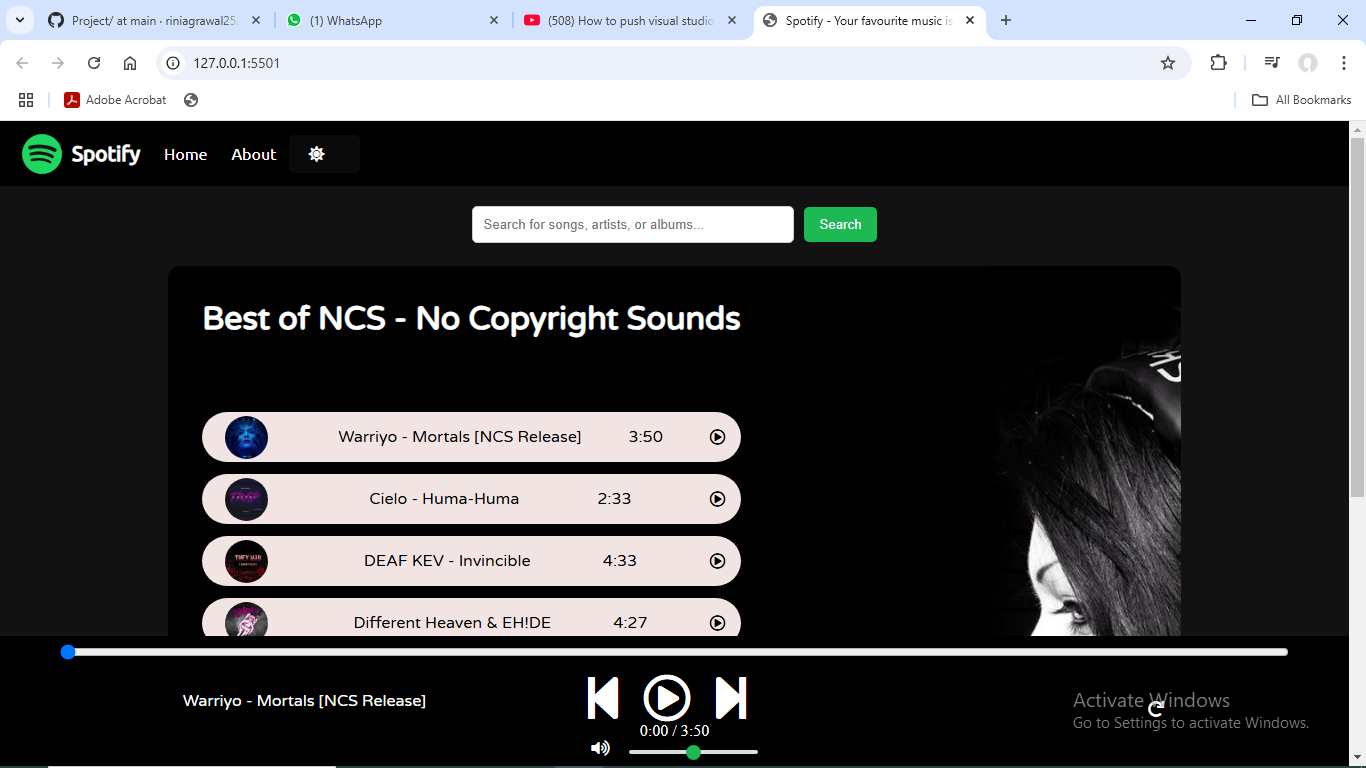 Project/ at main · riniagrawal25
(1) WhatsApp
(508) How to push visual studio
Spotify - Your favourite music is
127.0.0.1:5501
Adobe Acrobat
All Bookmarks
Spotify
Home
About
Search for songs, artists, or albums...
Search
Best of NCS - No Copyright Sounds
Warriyo - Mortals [NCS Release]
3:50
Cielo - Huma-Huma
2:33
DEAF KEV - Invincible
4:33
Different Heaven & EH!DE
4:27
Warriyo - Mortals [NCS Release]
0:00 / 3:50
Activate Windows
Go to Settings to activate Windows.